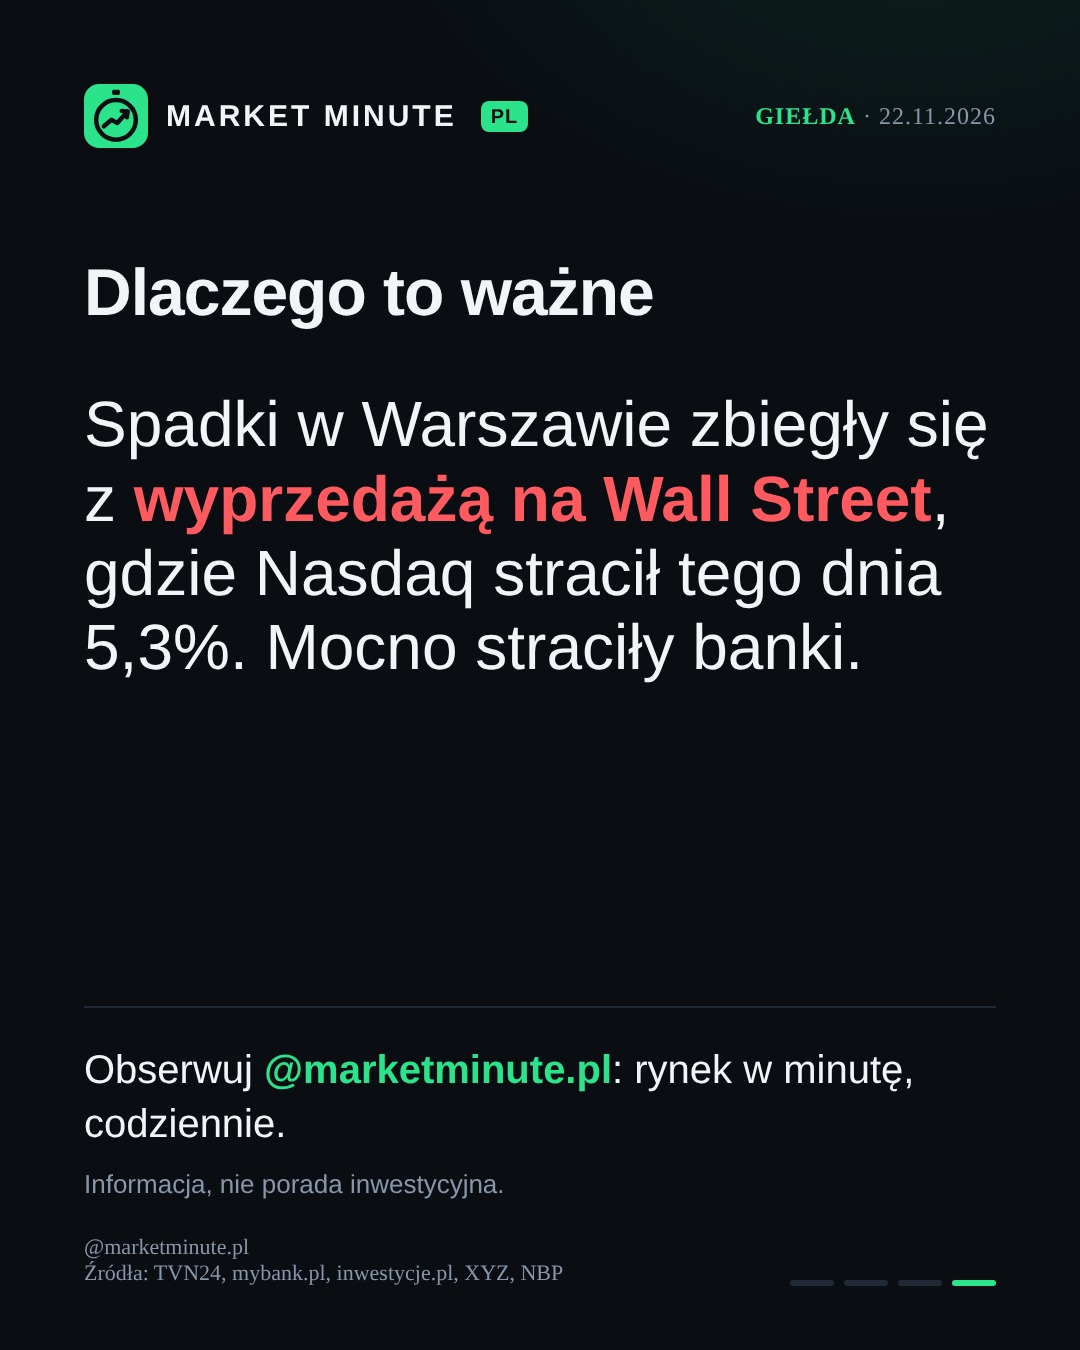 MARKET MINUTE PL
GIEŁDA · 22.11.2026
Dlaczego to ważne
Spadki w Warszawie zbiegły się
z wyprzedażą na Wall Street,
gdzie Nasdaq stracił tego dnia
5,3%. Mocno straciły banki.
Obserwuj @marketminute.pl: rynek w minutę,
codziennie.
Informacja, nie porada inwestycyjna.
@marketminute.pl
Źródła: TVN24, mybank.pl, inwestycje.pl, XYZ, NBP